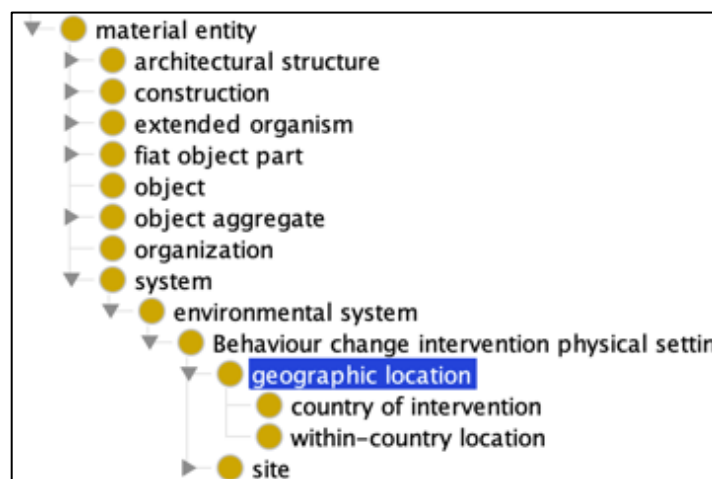 material entity
architectural structure
construction
extended organism
fiat object part
object
object aggregate
organization
system
environmental system
Behaviour change intervention physical settin
geographic location
country of intervention
within-country location
site